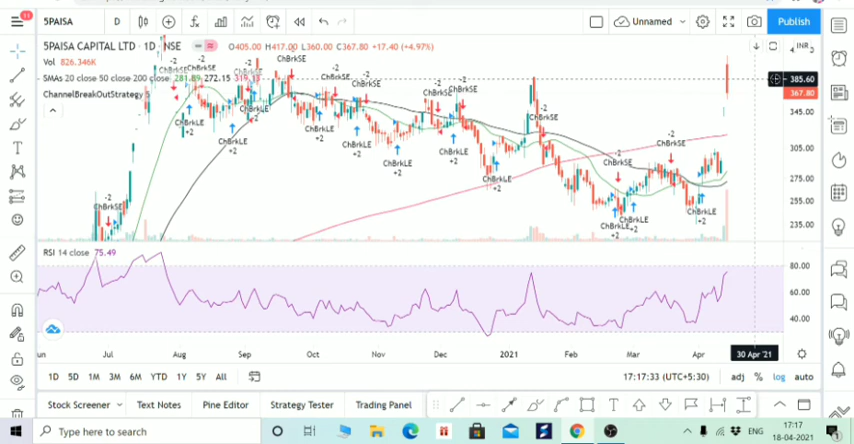 11
5PAISA D Unnamed Publish
5PAISA CAPITAL LTD · 1D · NSE O405.00 H417.00 L360.00 C367.80 +17.40 (+4.97%)
INR
Vol 826.346K
SMAs 20 close 50 close 200 close 281.89 272.15
ChannelBreakOutStrategy 5
385.60
367.80
345.00
305.00
275.00
255.00
235.00
-2
ChBrkSE
ChBrkLE
+2
RSI 14 close 75.49
80.00
60.00
40.00
Jul Aug Sep Oct Nov Dec 2021 Feb Mar Apr 30 Apr '21
1D 5D 1M 3M 6M YTD 1Y 5Y All 17:17:33 (UTC+5:30) adj % log auto
Stock Screener Text Notes Pine Editor Strategy Tester Trading Panel
Type here to search
ENG
17:17
18-04-2021